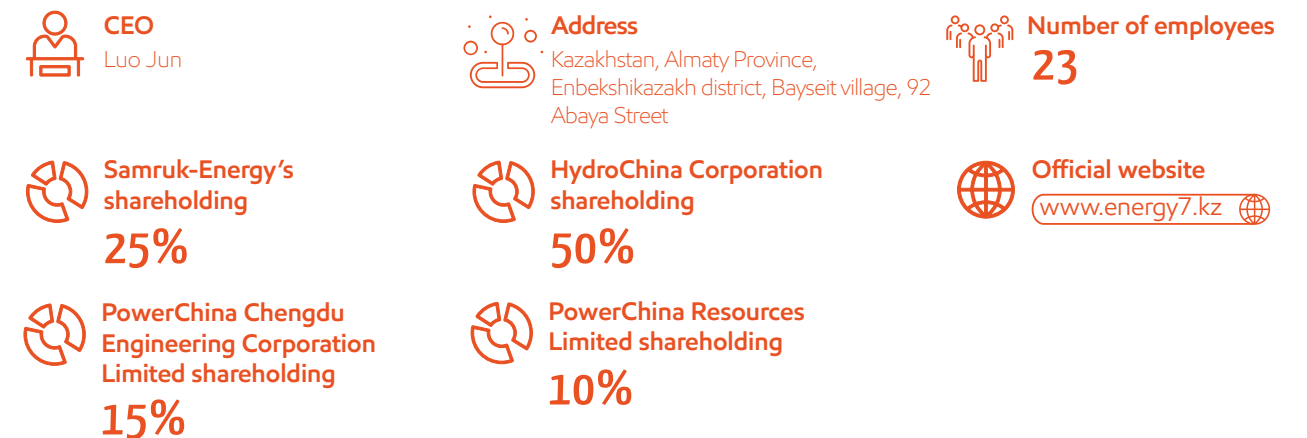 CEO
Luo Jun
Address
Kazakhstan, Almaty Province,
Enbekshikazakh district, Bayseit village, 92
Abaya Street
Number of employees
23
Samruk-Energy’s
shareholding
25%
HydroChina Corporation
shareholding
50%
Official website
www.energy7.kz
PowerChina Chengdu
Engineering Corporation
Limited shareholding
15%
PowerChina Resources
Limited shareholding
10%